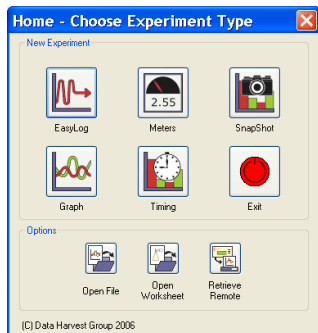 Home - Choose Experiment Type
New Experiment
2.55
EasyLog Meters SnapShot
Graph Timing Exit
Options
Open File Open Worksheet Retrieve Remote
(C) Data Harvest Group 2006